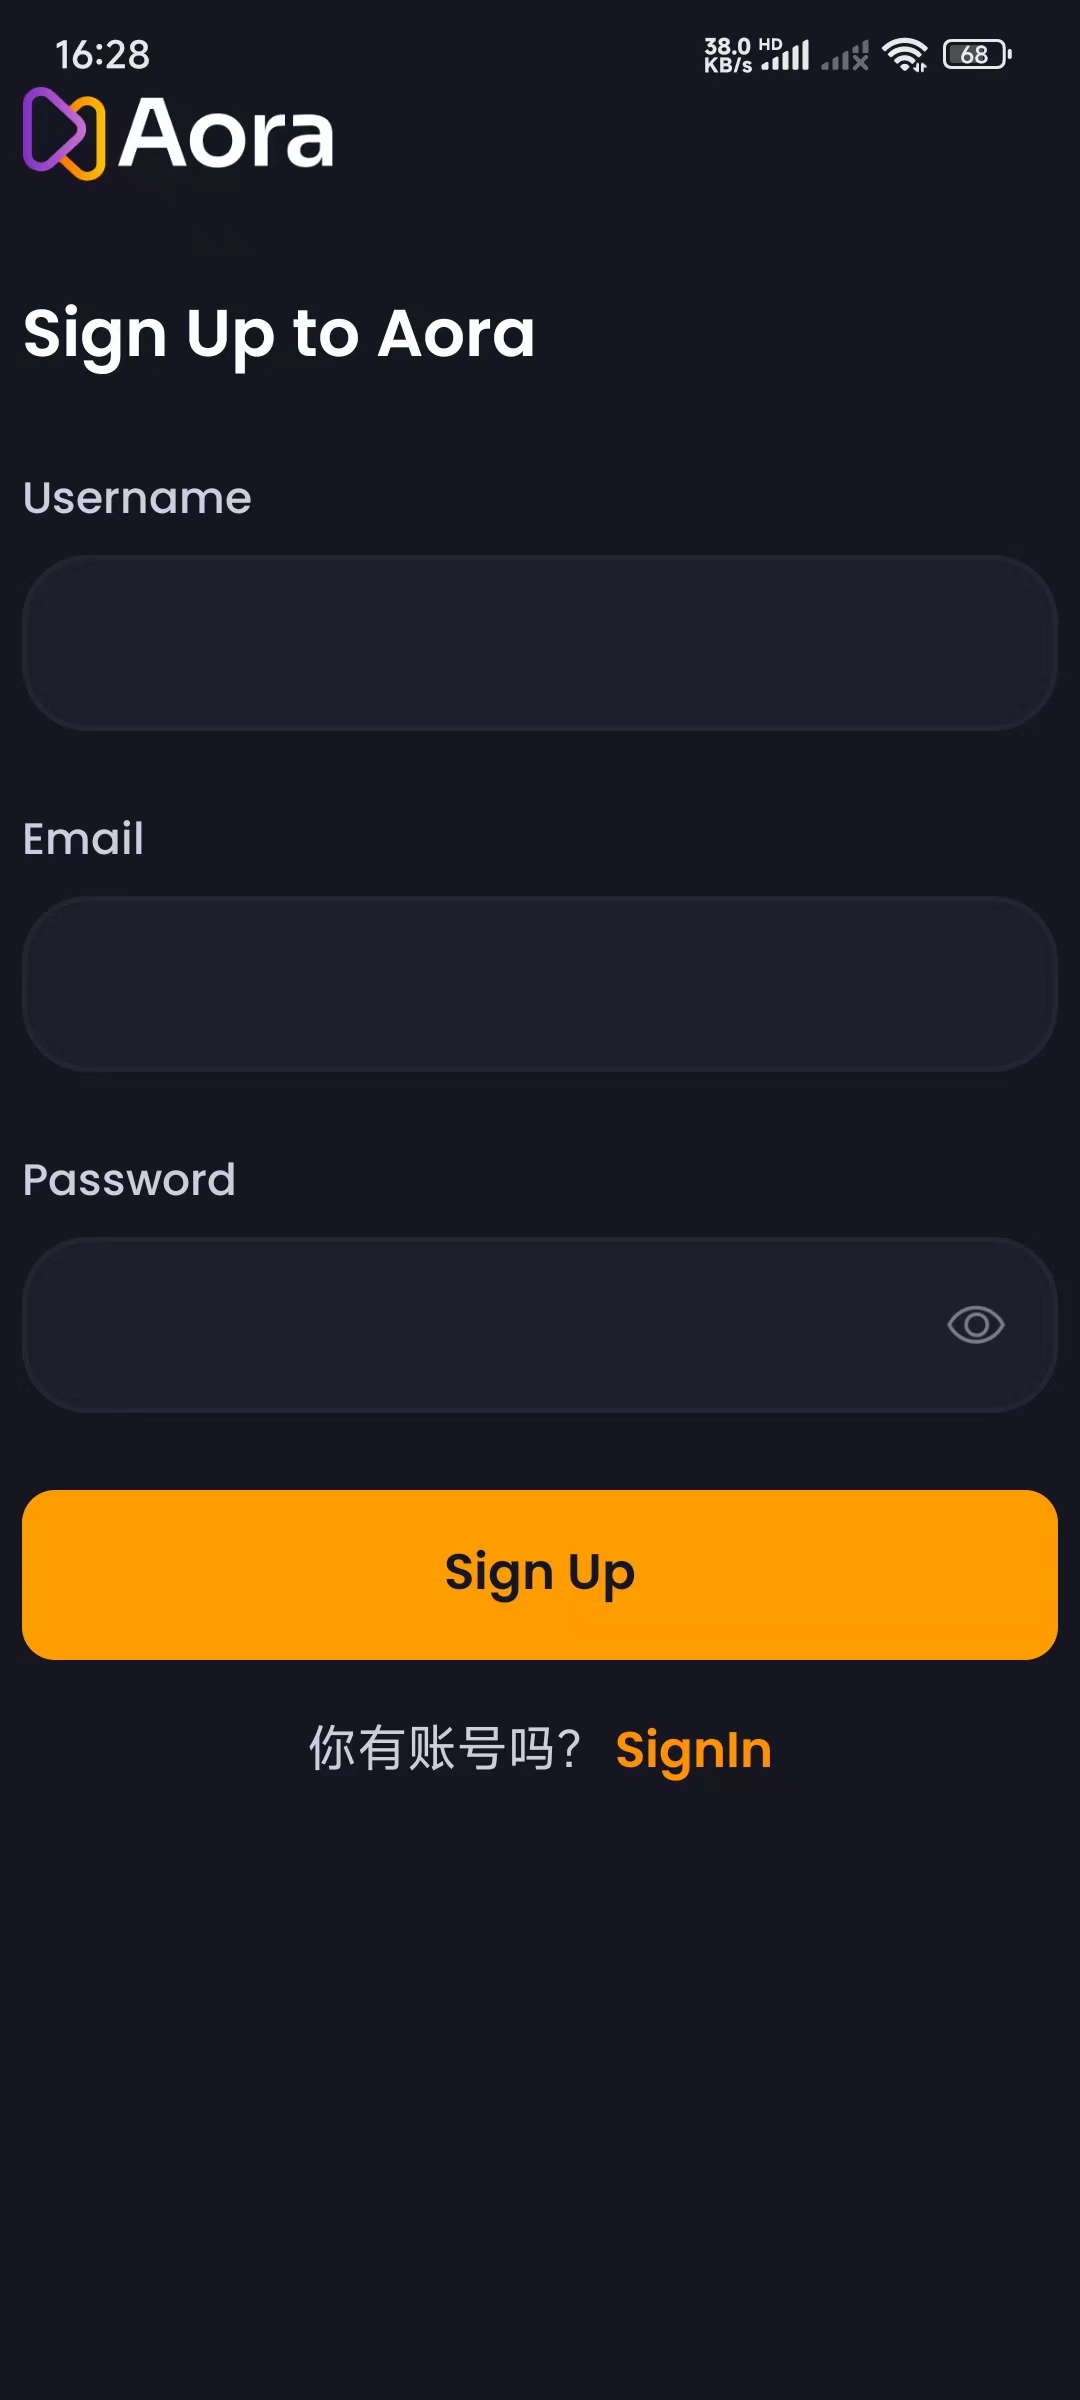 16:28 38.0 KB/s HD 68
Aora
Sign Up to Aora
Username
Email
Password
Sign Up
你有账号吗？ SignIn